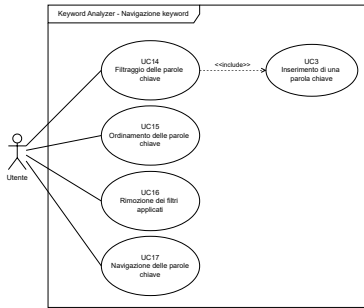 Keyword Analyzer - Navigazione keyword
UC14
Filtraggio delle parole
chiave
<<include>>
UC3
Inserimento di una
parola chiave
UC15
Ordinamento delle parole
chiave
Utente
UC16
Rimozione dei filtri
applicati
UC17
Navigazione delle parole
chiave